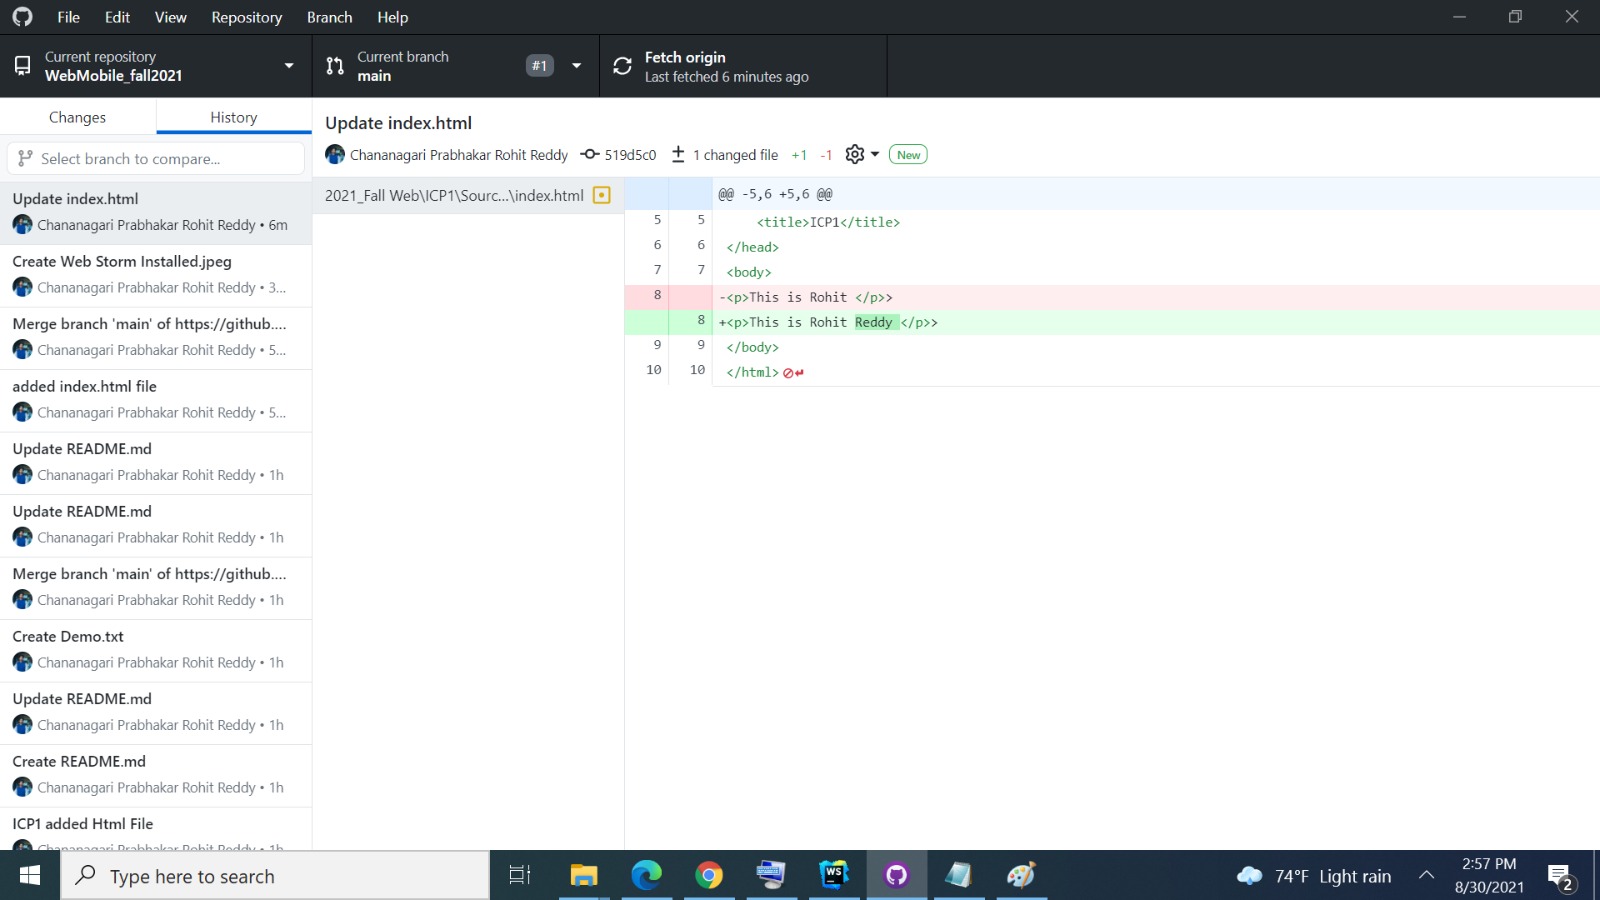 File Edit View Repository Branch Help
Current repository
WebMobile_fall2021
Current branch
main
#1
Fetch origin
Last fetched 6 minutes ago
Changes
History
Select branch to compare...
Update index.html
Chananagari Prabhakar Rohit Reddy • 6m
Create Web Storm Installed.jpeg
Chananagari Prabhakar Rohit Reddy • 3...
Merge branch 'main' of https://github....
Chananagari Prabhakar Rohit Reddy • 5...
added index.html file
Chananagari Prabhakar Rohit Reddy • 5...
Update README.md
Chananagari Prabhakar Rohit Reddy • 1h
Update README.md
Chananagari Prabhakar Rohit Reddy • 1h
Merge branch 'main' of https://github....
Chananagari Prabhakar Rohit Reddy • 1h
Create Demo.txt
Chananagari Prabhakar Rohit Reddy • 1h
Update README.md
Chananagari Prabhakar Rohit Reddy • 1h
Create README.md
Chananagari Prabhakar Rohit Reddy • 1h
ICP1 added Html File
Chananagari Prabhakar Rohit Reddy • 1h
Update index.html
Chananagari Prabhakar Rohit Reddy 519d5c0 1 changed file +1 -1 New
2021_Fall Web\ICP1\Sourc...\index.html
@@ -5,6 +5,6 @@
5 5 <title>ICP1</title>
6 6 </head>
7 7 <body>
8 -<p>This is Rohit </p>>
8 +<p>This is Rohit Reddy </p>>
9 9 </body>
10 10 </html>
Type here to search
WS
74°F Light rain
2:57 PM
8/30/2021
2